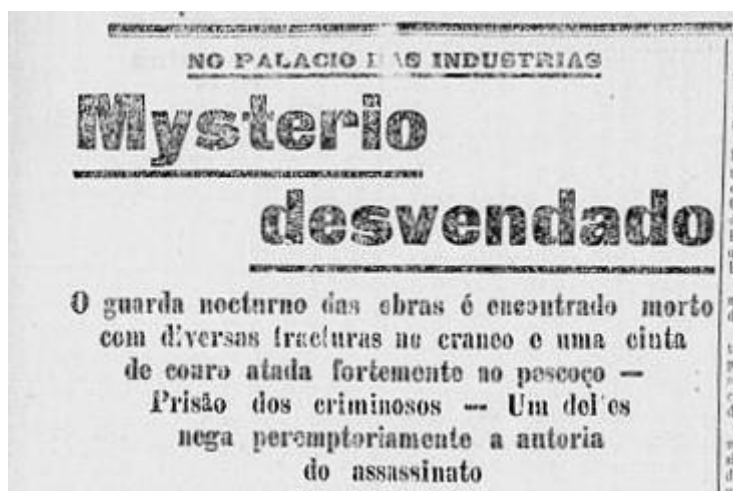 NO PALACIO DAS INDUSTRIAS
Mysterio
desvendado
O guarda nocturno das obras é encontrado morto
com diversas fracturas no craneo e uma cinta
de couro atada fortemente ao pescoço —
Prisão dos criminosos — Um delles
nega peremptoriamente a autoria
do assassinato